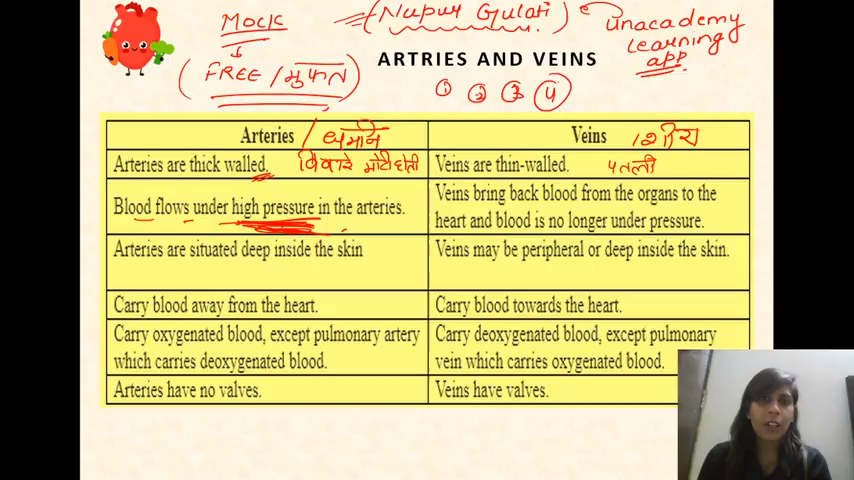 MOCK
(Nupur Gulati)
unacademy
learning
app
(FREE / मुफ्त)
ARTRIES AND VEINS
1 2 3 4
Arteries / धमनि
Veins शिरा
Arteries are thick walled. दिवारे मोटी होती
Veins are thin-walled. पतली
Blood flows under high pressure in the arteries.
Veins bring back blood from the organs to the
heart and blood is no longer under pressure.
Arteries are situated deep inside the skin
Veins may be peripheral or deep inside the skin.
Carry blood away from the heart.
Carry blood towards the heart.
Carry oxygenated blood, except pulmonary artery
which carries deoxygenated blood.
Carry deoxygenated blood, except pulmonary
vein which carries oxygenated blood.
Arteries have no valves.
Veins have valves.